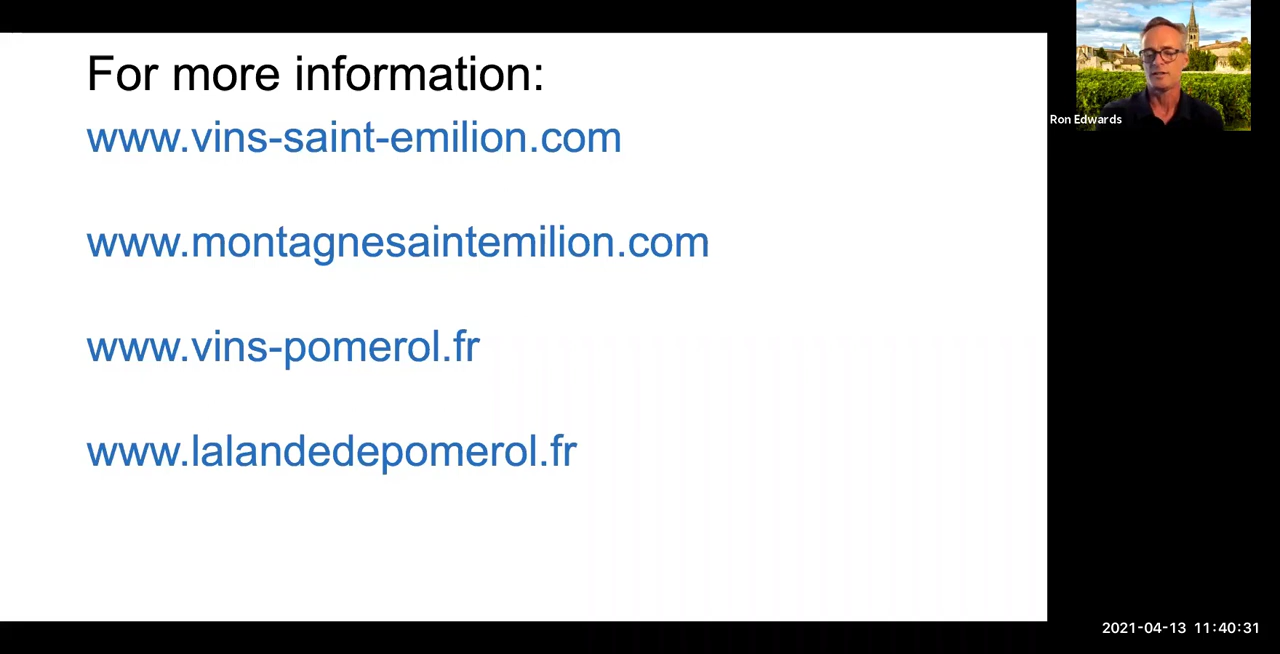 For more information:
www.vins-saint-emilion.com
www.montagnesaintemilion.com
www.vins-pomerol.fr
www.lalandedepomerol.fr
Ron Edwards
2021-04-13 11:40:31